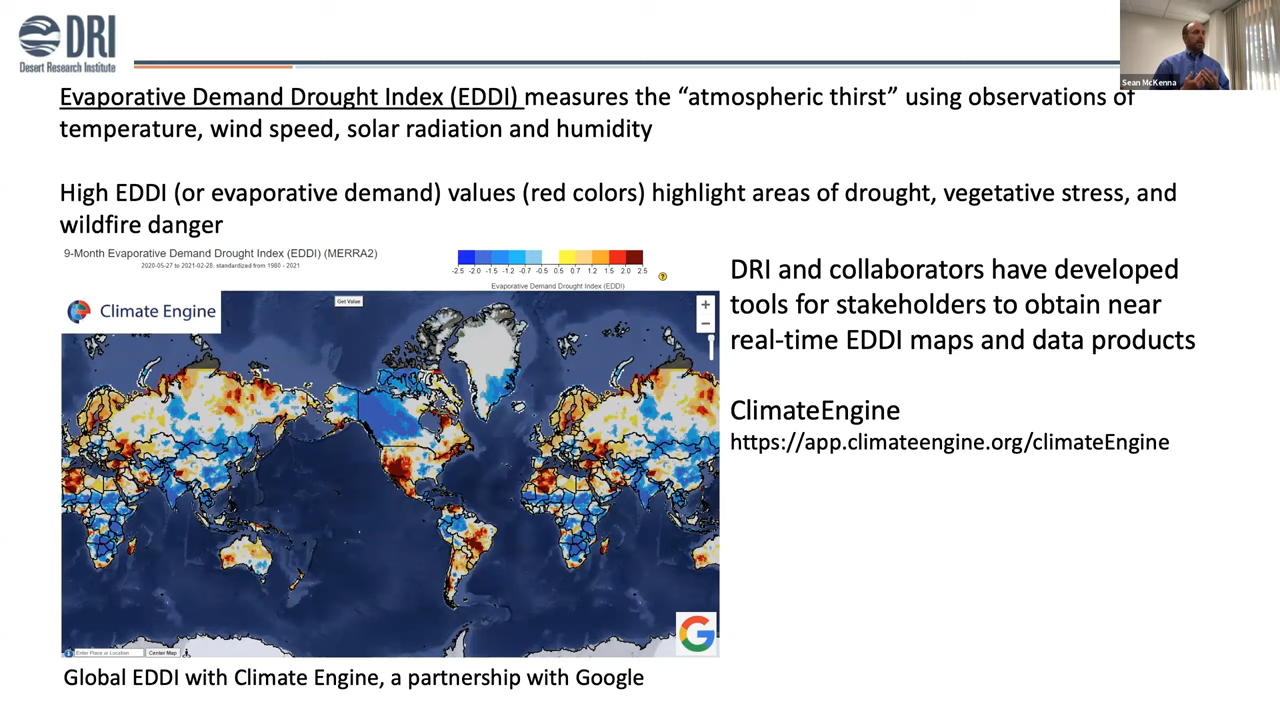 DRI
Desert Research Institute
Sean McKenna
Evaporative Demand Drought Index (EDDI) measures the “atmospheric thirst” using observations of
temperature, wind speed, solar radiation and humidity
High EDDI (or evaporative demand) values (red colors) highlight areas of drought, vegetative stress, and
wildfire danger
9-Month Evaporative Demand Drought Index (EDDI) (MERRA2)
2020-05-27 to 2021-02-28. standardized from 1980 - 2021
-2.5 -2.0 -1.5 -1.2 -0.7 -0.5 0.5 0.7 1.2 1.5 2.0 2.5
?
Evaporative Demand Drought Index (EDDI)
Climate Engine
Get Value
+
−
G
Enter Place or Location
Center Map
DRI and collaborators have developed
tools for stakeholders to obtain near
real-time EDDI maps and data products
ClimateEngine
https://app.climateengine.org/climateEngine
Global EDDI with Climate Engine, a partnership with Google